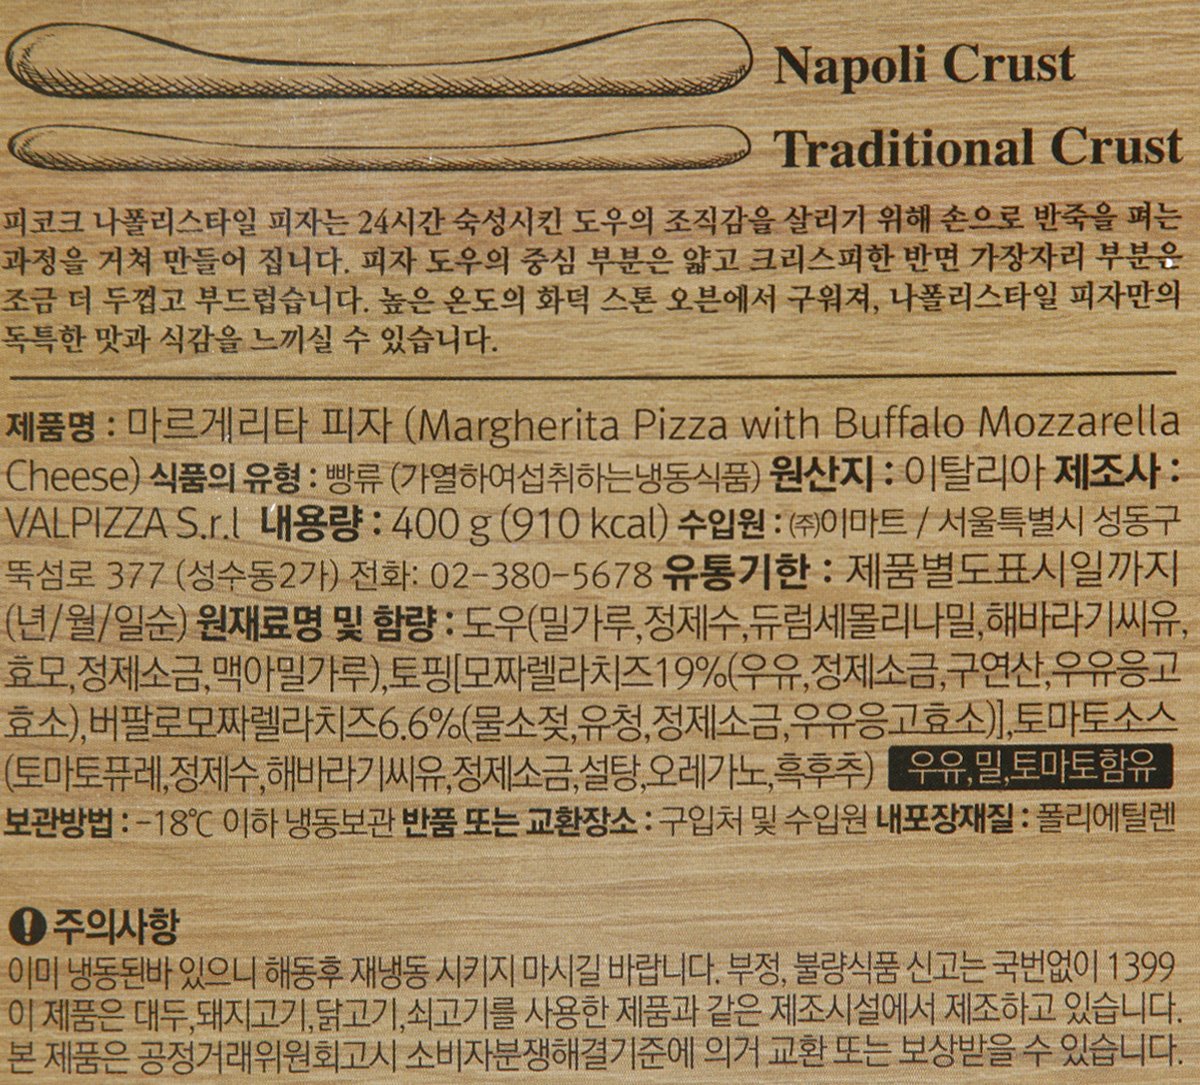 Napoli Crust
Traditional Crust
피코크 나폴리스타일 피자는 24시간 숙성시킨 도우의 조직감을 살리기 위해 손으로 반죽을 펴는
과정을 거쳐 만들어 집니다. 피자 도우의 중심 부분은 얇고 크리스피한 반면 가장자리 부분은
조금 더 두껍고 부드럽습니다. 높은 온도의 화덕 스톤 오븐에서 구워져, 나폴리스타일 피자만의
독특한 맛과 식감을 느끼실 수 있습니다.
제품명 : 마르게리타 피자 (Margherita Pizza with Buffalo Mozzarella
Cheese) 식품의 유형 : 빵류 (가열하여섭취하는냉동식품) 원산지 : 이탈리아 제조사 :
VALPIZZA S.r.l 내용량 : 400 g (910 kcal) 수입원 : ㈜이마트 / 서울특별시 성동구
뚝섬로 377 (성수동2가) 전화: 02-380-5678 유통기한 : 제품별도표시일까지
(년/월/일순) 원재료명 및 함량 : 도우(밀가루,정제수,듀럼세몰리나밀,해바라기씨유,
효모,정제소금,맥아밀가루),토핑[모짜렐라치즈19%(우유,정제소금,구연산,우유응고
효소),버팔로모짜렐라치즈6.6%(물소젖,유청,정제소금,우유응고효소)],토마토소스
(토마토퓨레,정제수,해바라기씨유,정제소금,설탕,오레가노,흑후추) 우유,밀,토마토함유
보관방법 : -18℃ 이하 냉동보관 반품 또는 교환장소 : 구입처 및 수입원 내포장재질 : 폴리에틸렌
주의사항
이미 냉동된바 있으니 해동후 재냉동 시키지 마시길 바랍니다. 부정, 불량식품 신고는 국번없이 1399
이 제품은 대두,돼지고기,닭고기,쇠고기를 사용한 제품과 같은 제조시설에서 제조하고 있습니다.
본 제품은 공정거래위원회고시 소비자분쟁해결기준에 의거 교환 또는 보상받을 수 있습니다.